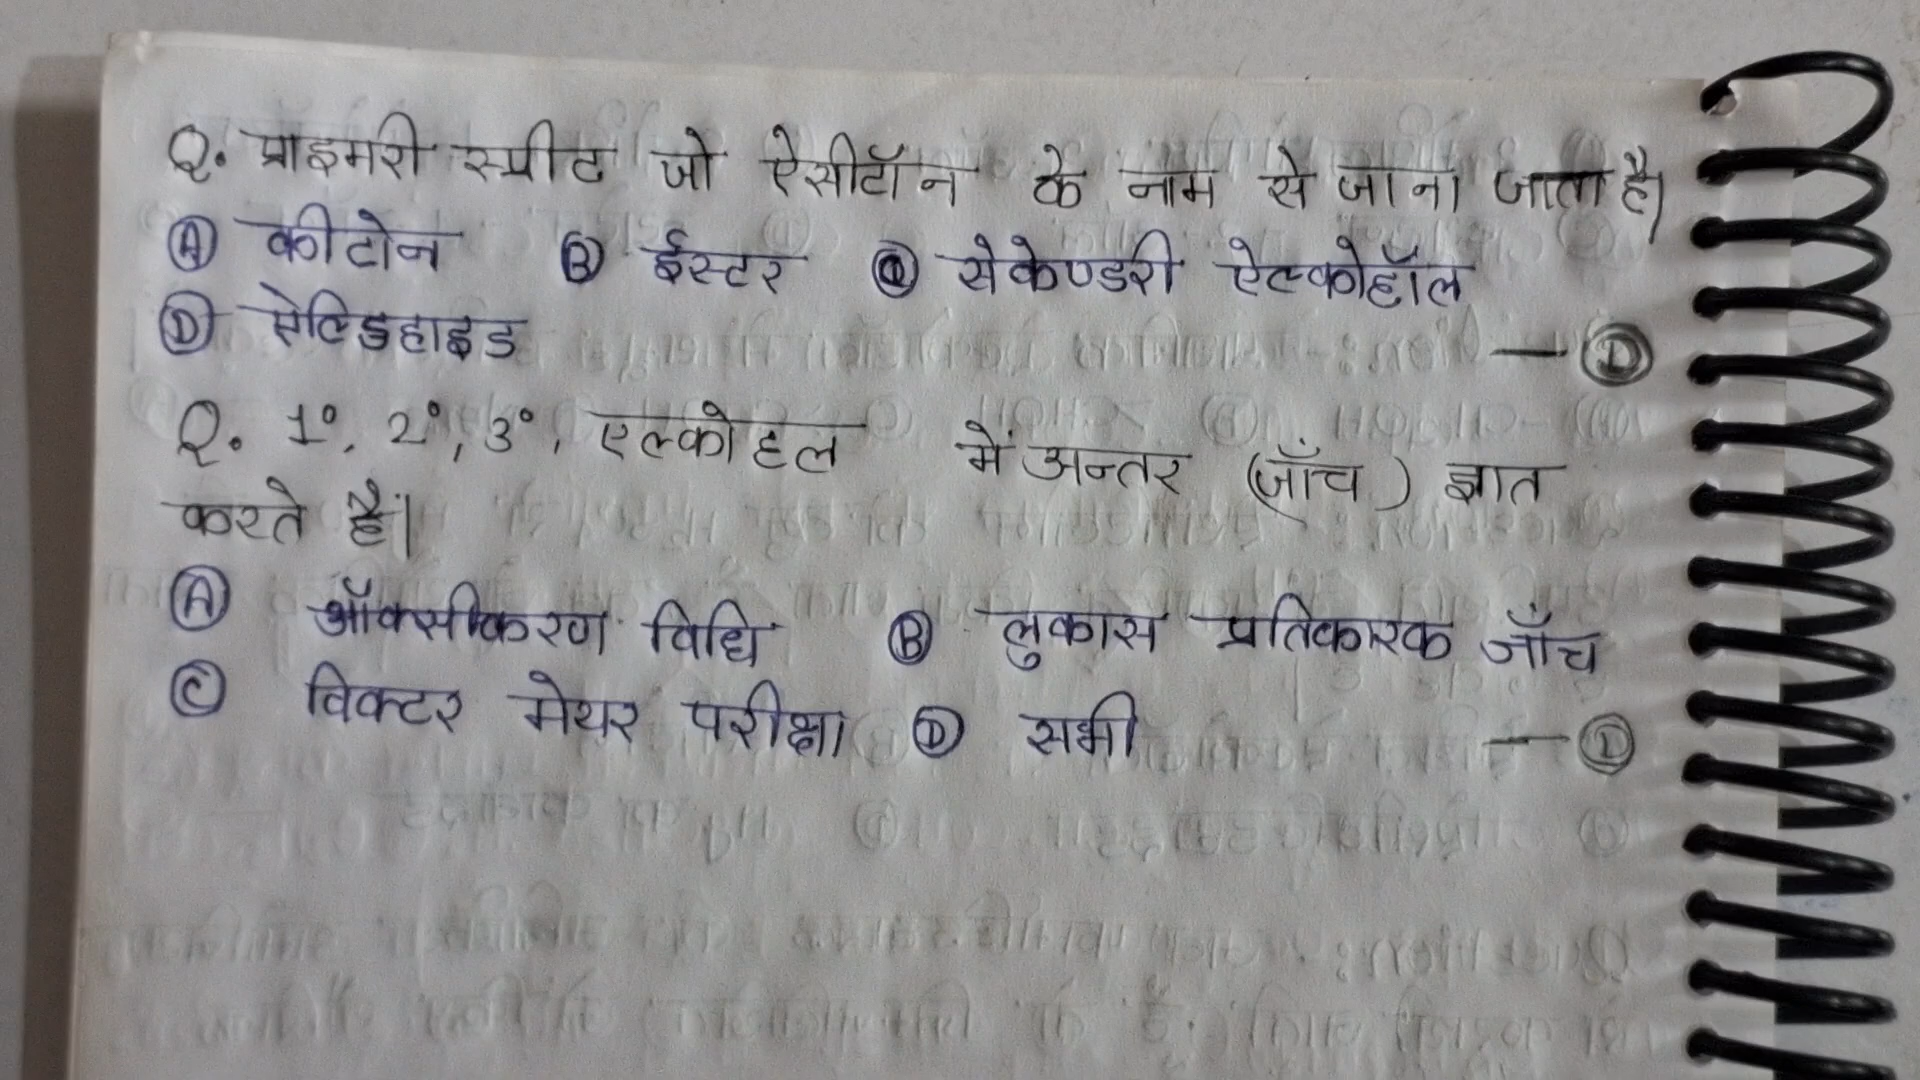 Q. प्राइमरी स्प्रीट जो ऐसीटॉन के नाम से जाना जाता है।
Ⓐ कीटोन Ⓑ ईस्टर Ⓒ सेकेण्डरी ऐल्कोहॉल
Ⓓ ऐल्डिहाइड — Ⓓ
Q. 1°, 2°, 3°, एल्कोहल में अन्तर (जाँच) ज्ञात
करते हैं।
Ⓐ ऑक्सीकरण विधि Ⓑ लुकास प्रतिकारक जाँच
Ⓒ विक्टर मेयर परीक्षा Ⓓ सभी — Ⓓ